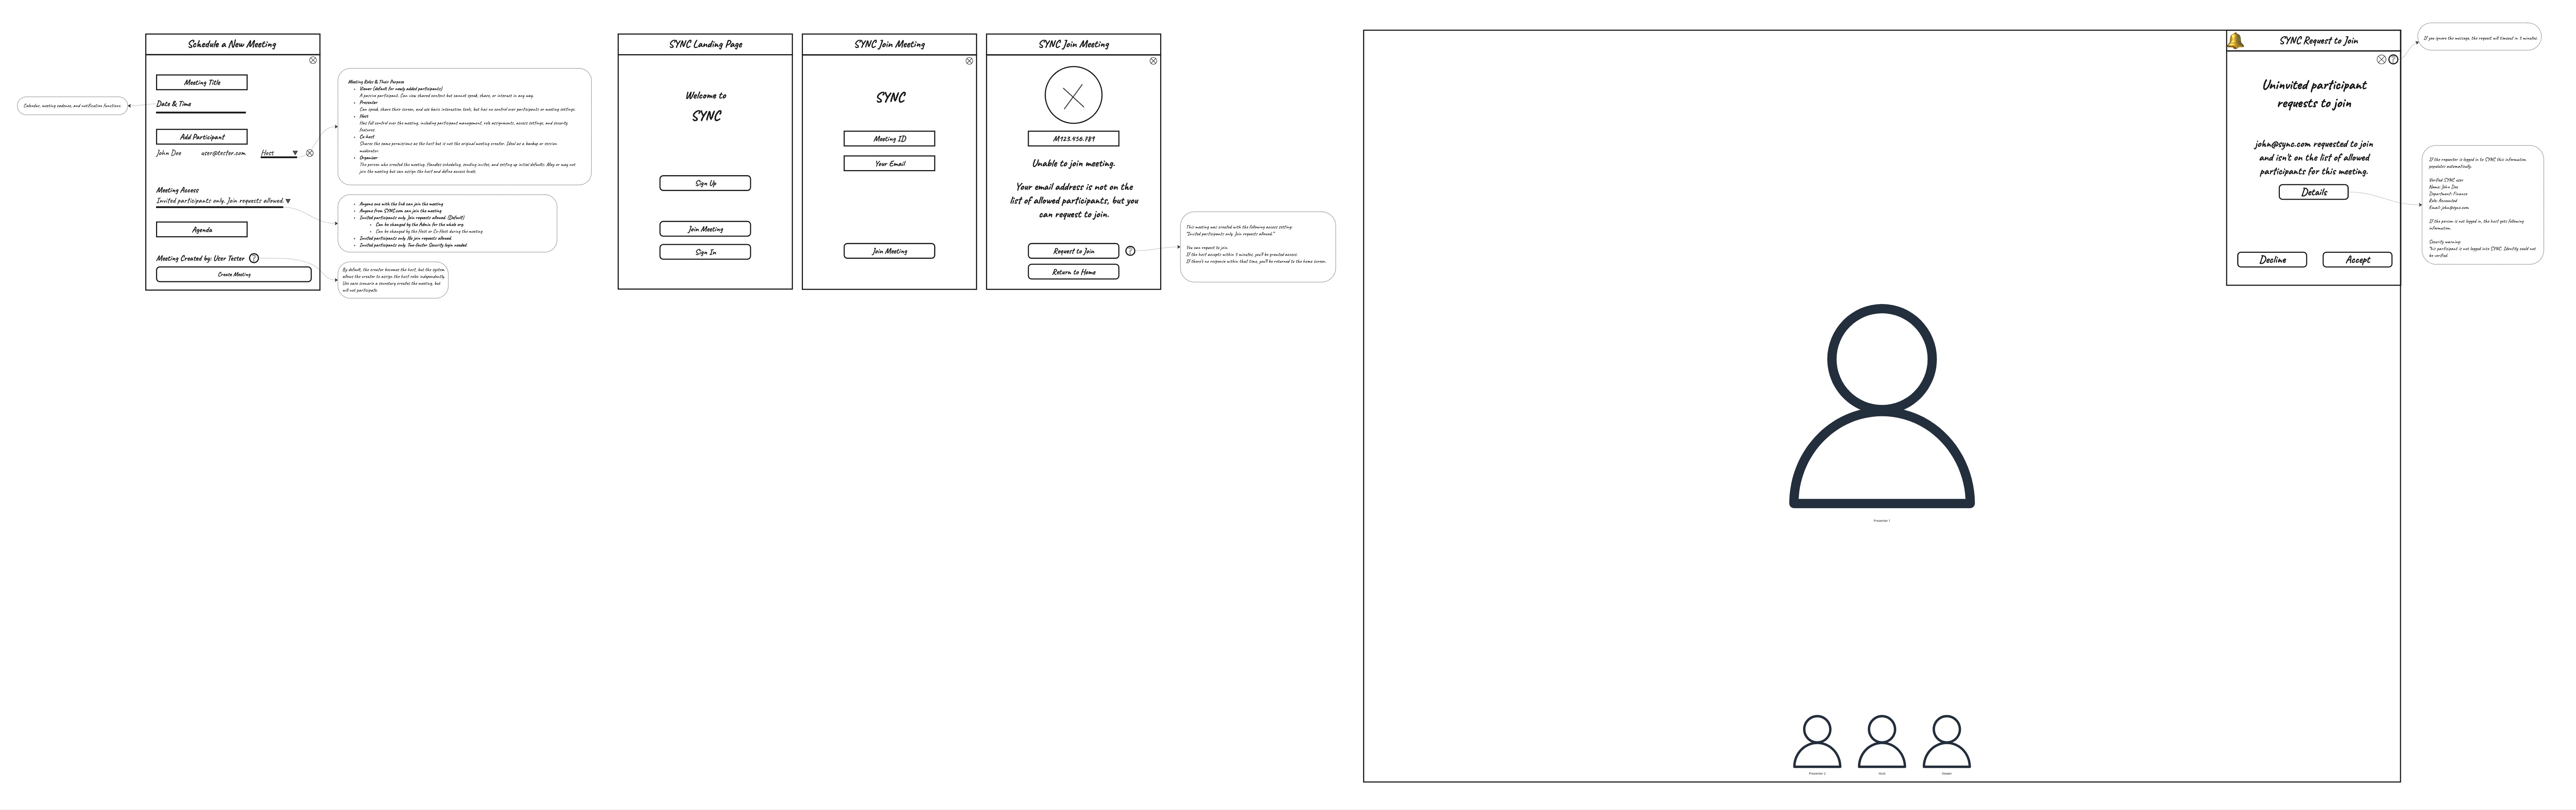 Schedule a New Meeting
Meeting Title
Date & Time
Calendar, meeting cadence, and notification functions.
Add Participant
John Doe user@tester.com Host
Meeting Access
Invited participants only. Join requests allowed.
Agenda
Meeting Created by: User Tester ?
Create Meeting
Meeting Roles & Their Purpose
Viewer (default for newly added participants)
A passive participant. Can view shared content but cannot speak, share, or interact in any way.
Presenter
Can speak, share their screen, and use basic interaction tools, but has no control over participants or meeting settings.
Host
Has full control over the meeting, including participant management, role assignments, access settings, and security
features.
Co-host
Shares the same permissions as the host but is not the original meeting creator. Ideal as a backup or session
moderator.
Organizer
The person who created the meeting. Handles scheduling, sending invites, and setting up initial defaults. May or may not
join the meeting but can assign the host and define access levels.
Anyone one with the link can join the meeting
Anyone from SYNC.com can join the meeting
Invited participants only. Join requests allowed. (Default)
Can be changed by the Admin for the whole org.
Can be changed by the Host or Co-Host during the meeting
Invited participants only. No join requests allowed.
Invited participants only. Two-factor Security login needed.
By default, the creator becomes the host, but the system
allows the creator to assign the host role independently.
Use case scenario a secretary creates the meeting, but
will not participate.
SYNC Landing Page
Welcome to
SYNC
Sign Up
Join Meeting
Sign In
SYNC Join Meeting
SYNC
Meeting ID
Your Email
Join Meeting
SYNC Join Meeting
M123.456.789
Unable to join meeting.
Your email address is not on the
list of allowed participants, but you
can request to join.
Request to Join ?
Return to Home
This meeting was created with the following access setting:
"Invited participants only. Join requests allowed."
You can request to join.
If the host accepts within 5 minutes, you'll be granted access.
If there's no response within that time, you'll be returned to the home screen.
SYNC Request to Join
?
Uninvited participant
requests to join
john@sync.com requested to join
and isn't on the list of allowed
participants for this meeting.
Details
Decline Accept
If you ignore the message, the request will timeout in 5 minutes.
If the requester is logged in to SYNC this information
populates automatically.
Verified SYNC user
Name: John Doe
Department: Finance
Role: Accountant
Email: john@sync.com
If the person is not logged in, the host gets following
information.
Security warning:
participant is not logged into SYNC. Identity could not
be verified.
Presenter 1
Presenter 2 Host Viewer